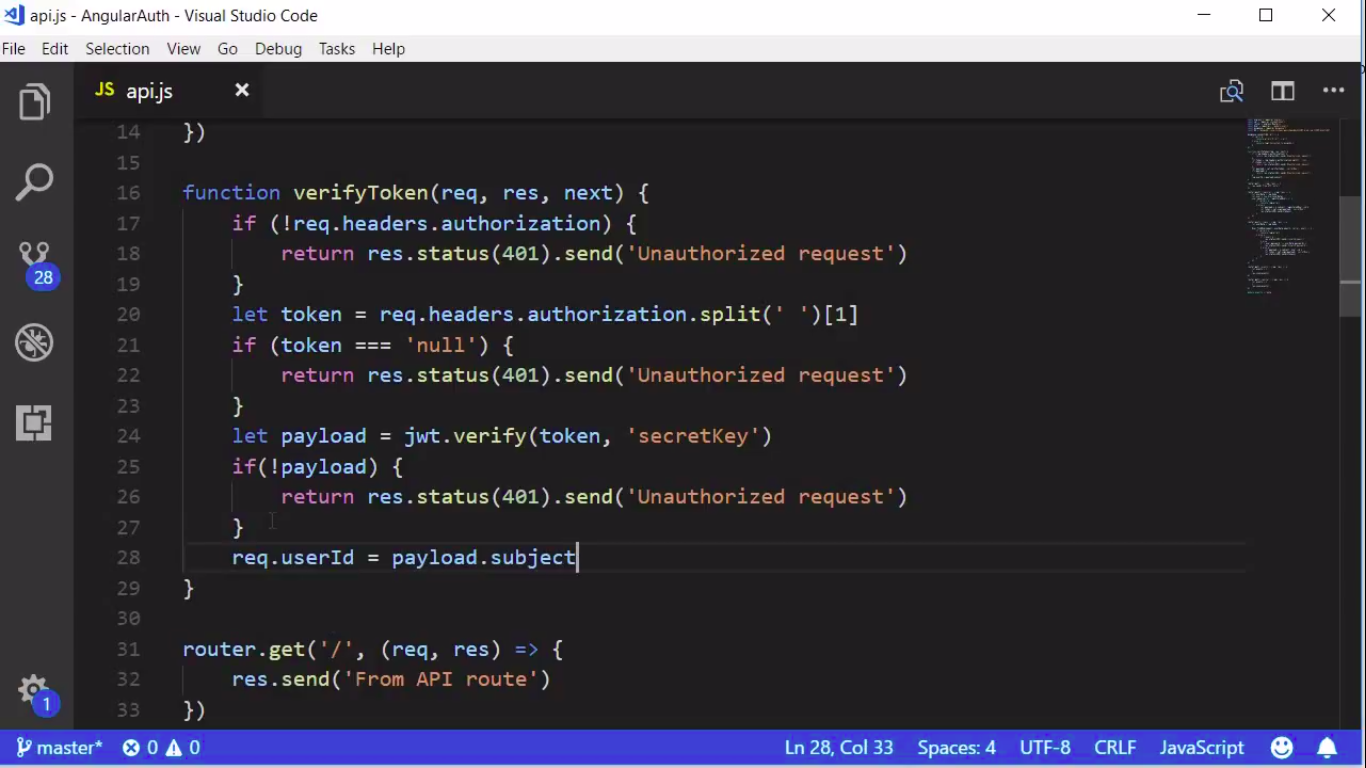 api.js - AngularAuth - Visual Studio Code
File Edit Selection View Go Debug Tasks Help
JS api.js
14 })
15
16 function verifyToken(req, res, next) {
17 if (!req.headers.authorization) {
18 return res.status(401).send('Unauthorized request')
19 }
20 let token = req.headers.authorization.split(' ')[1]
21 if (token === 'null') {
22 return res.status(401).send('Unauthorized request')
23 }
24 let payload = jwt.verify(token, 'secretKey')
25 if(!payload) {
26 return res.status(401).send('Unauthorized request')
27 }
28 req.userId = payload.subject
29 }
30
31 router.get('/', (req, res) => {
32 res.send('From API route')
33 })
28
1
master* 0 0 Ln 28, Col 33 Spaces: 4 UTF-8 CRLF JavaScript